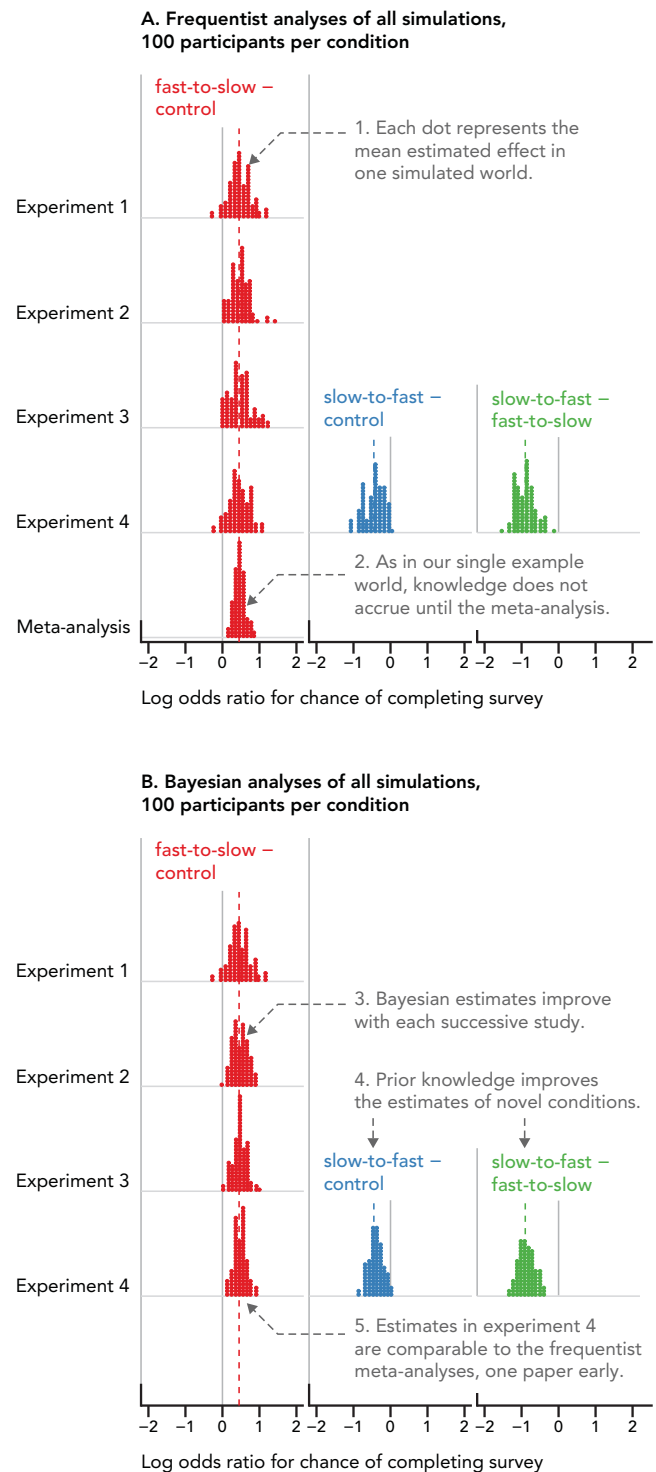 A. Frequentist analyses of all simulations,
100 participants per condition
fast-to-slow –
control
1. Each dot represents the
mean estimated effect in
one simulated world.
Experiment 1
Experiment 2
Experiment 3
slow-to-fast –
control
slow-to-fast –
fast-to-slow
Experiment 4
2. As in our single example
world, knowledge does not
accrue until the meta-analysis.
Meta-analysis
−2 −1 0 1 2 −2 −1 0 1 2 −2 −1 0 1 2
Log odds ratio for chance of completing survey
B. Bayesian analyses of all simulations,
100 participants per condition
fast-to-slow –
control
Experiment 1
3. Bayesian estimates improve
with each successive study.
Experiment 2
4. Prior knowledge improves
the estimates of novel conditions.
slow-to-fast –
control
slow-to-fast –
fast-to-slow
Experiment 3
Experiment 4
5. Estimates in experiment 4
are comparable to the frequentist
meta-analyses, one paper early.
−2 −1 0 1 2 −2 −1 0 1 2 −2 −1 0 1 2
Log odds ratio for chance of completing survey